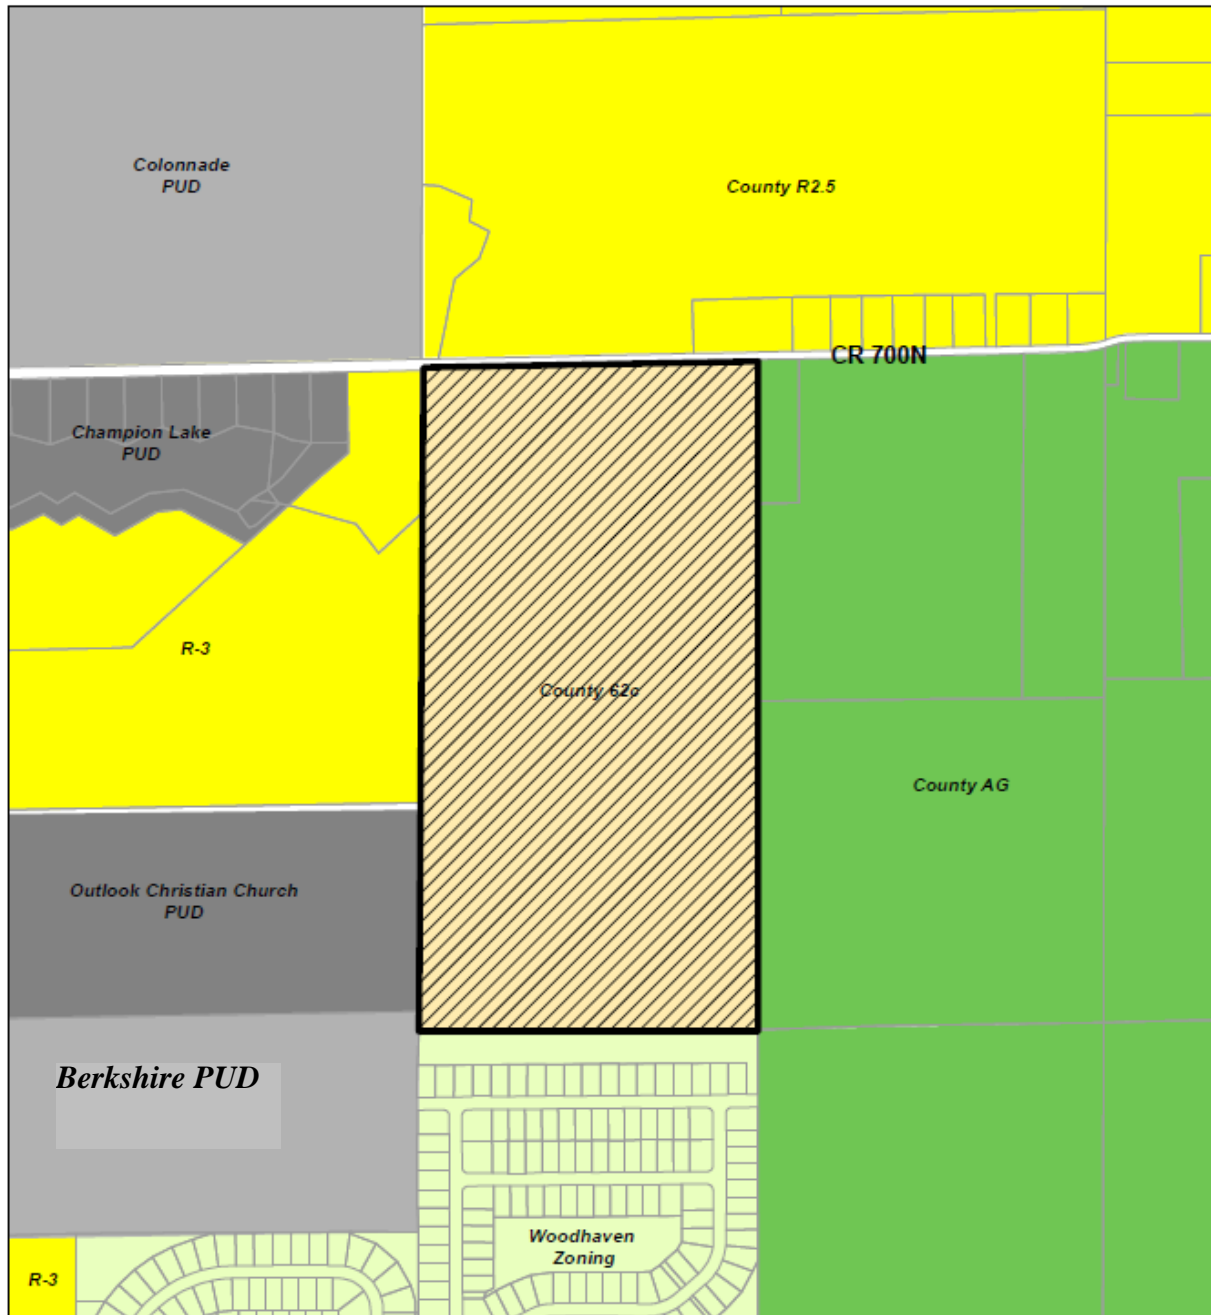 Colonnade
PUD
County R2.5
CR 700N
Champion Lake
PUD
R-3
County 62c
County AG
Outlook Christian Church
PUD
Berkshire PUD
Woodhaven
Zoning
R-3